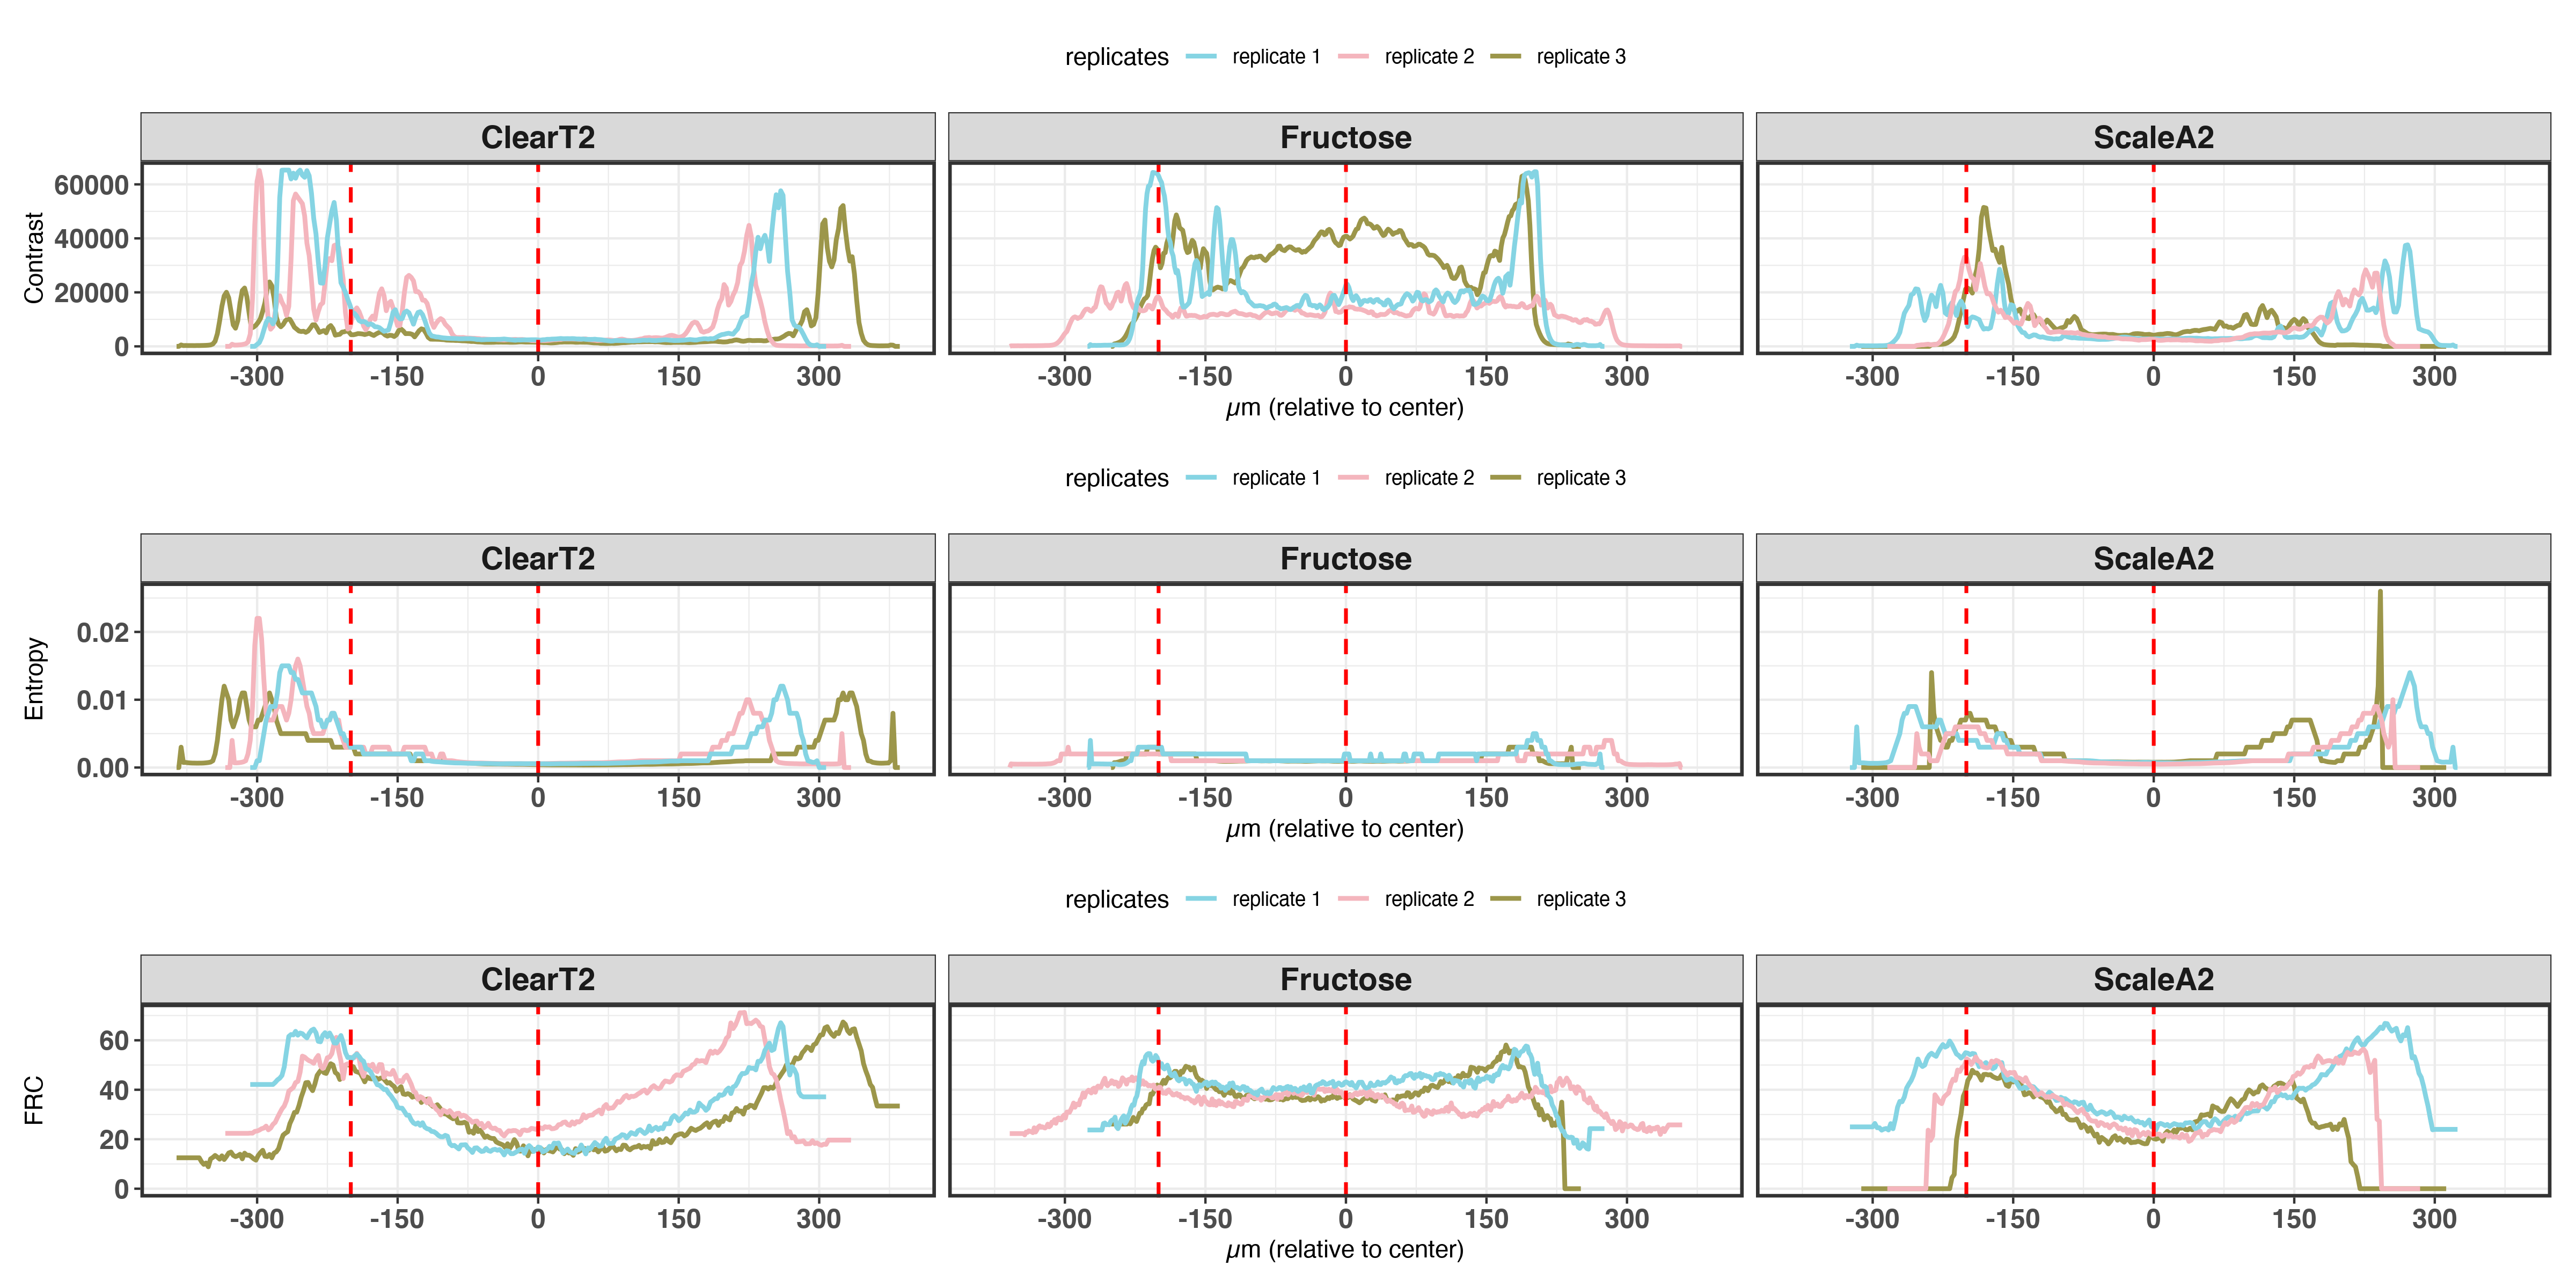 replicates replicate 1 replicate 2 replicate 3
ClearT2 Fructose ScaleA2
Contrast
60000
40000
20000
0
-300 -150 0 150 300 -300 -150 0 150 300 -300 -150 0 150 300
µm (relative to center)
replicates replicate 1 replicate 2 replicate 3
ClearT2 Fructose ScaleA2
Entropy
0.02
0.01
0.00
-300 -150 0 150 300 -300 -150 0 150 300 -300 -150 0 150 300
µm (relative to center)
replicates replicate 1 replicate 2 replicate 3
ClearT2 Fructose ScaleA2
FRC
60
40
20
0
-300 -150 0 150 300 -300 -150 0 150 300 -300 -150 0 150 300
µm (relative to center)